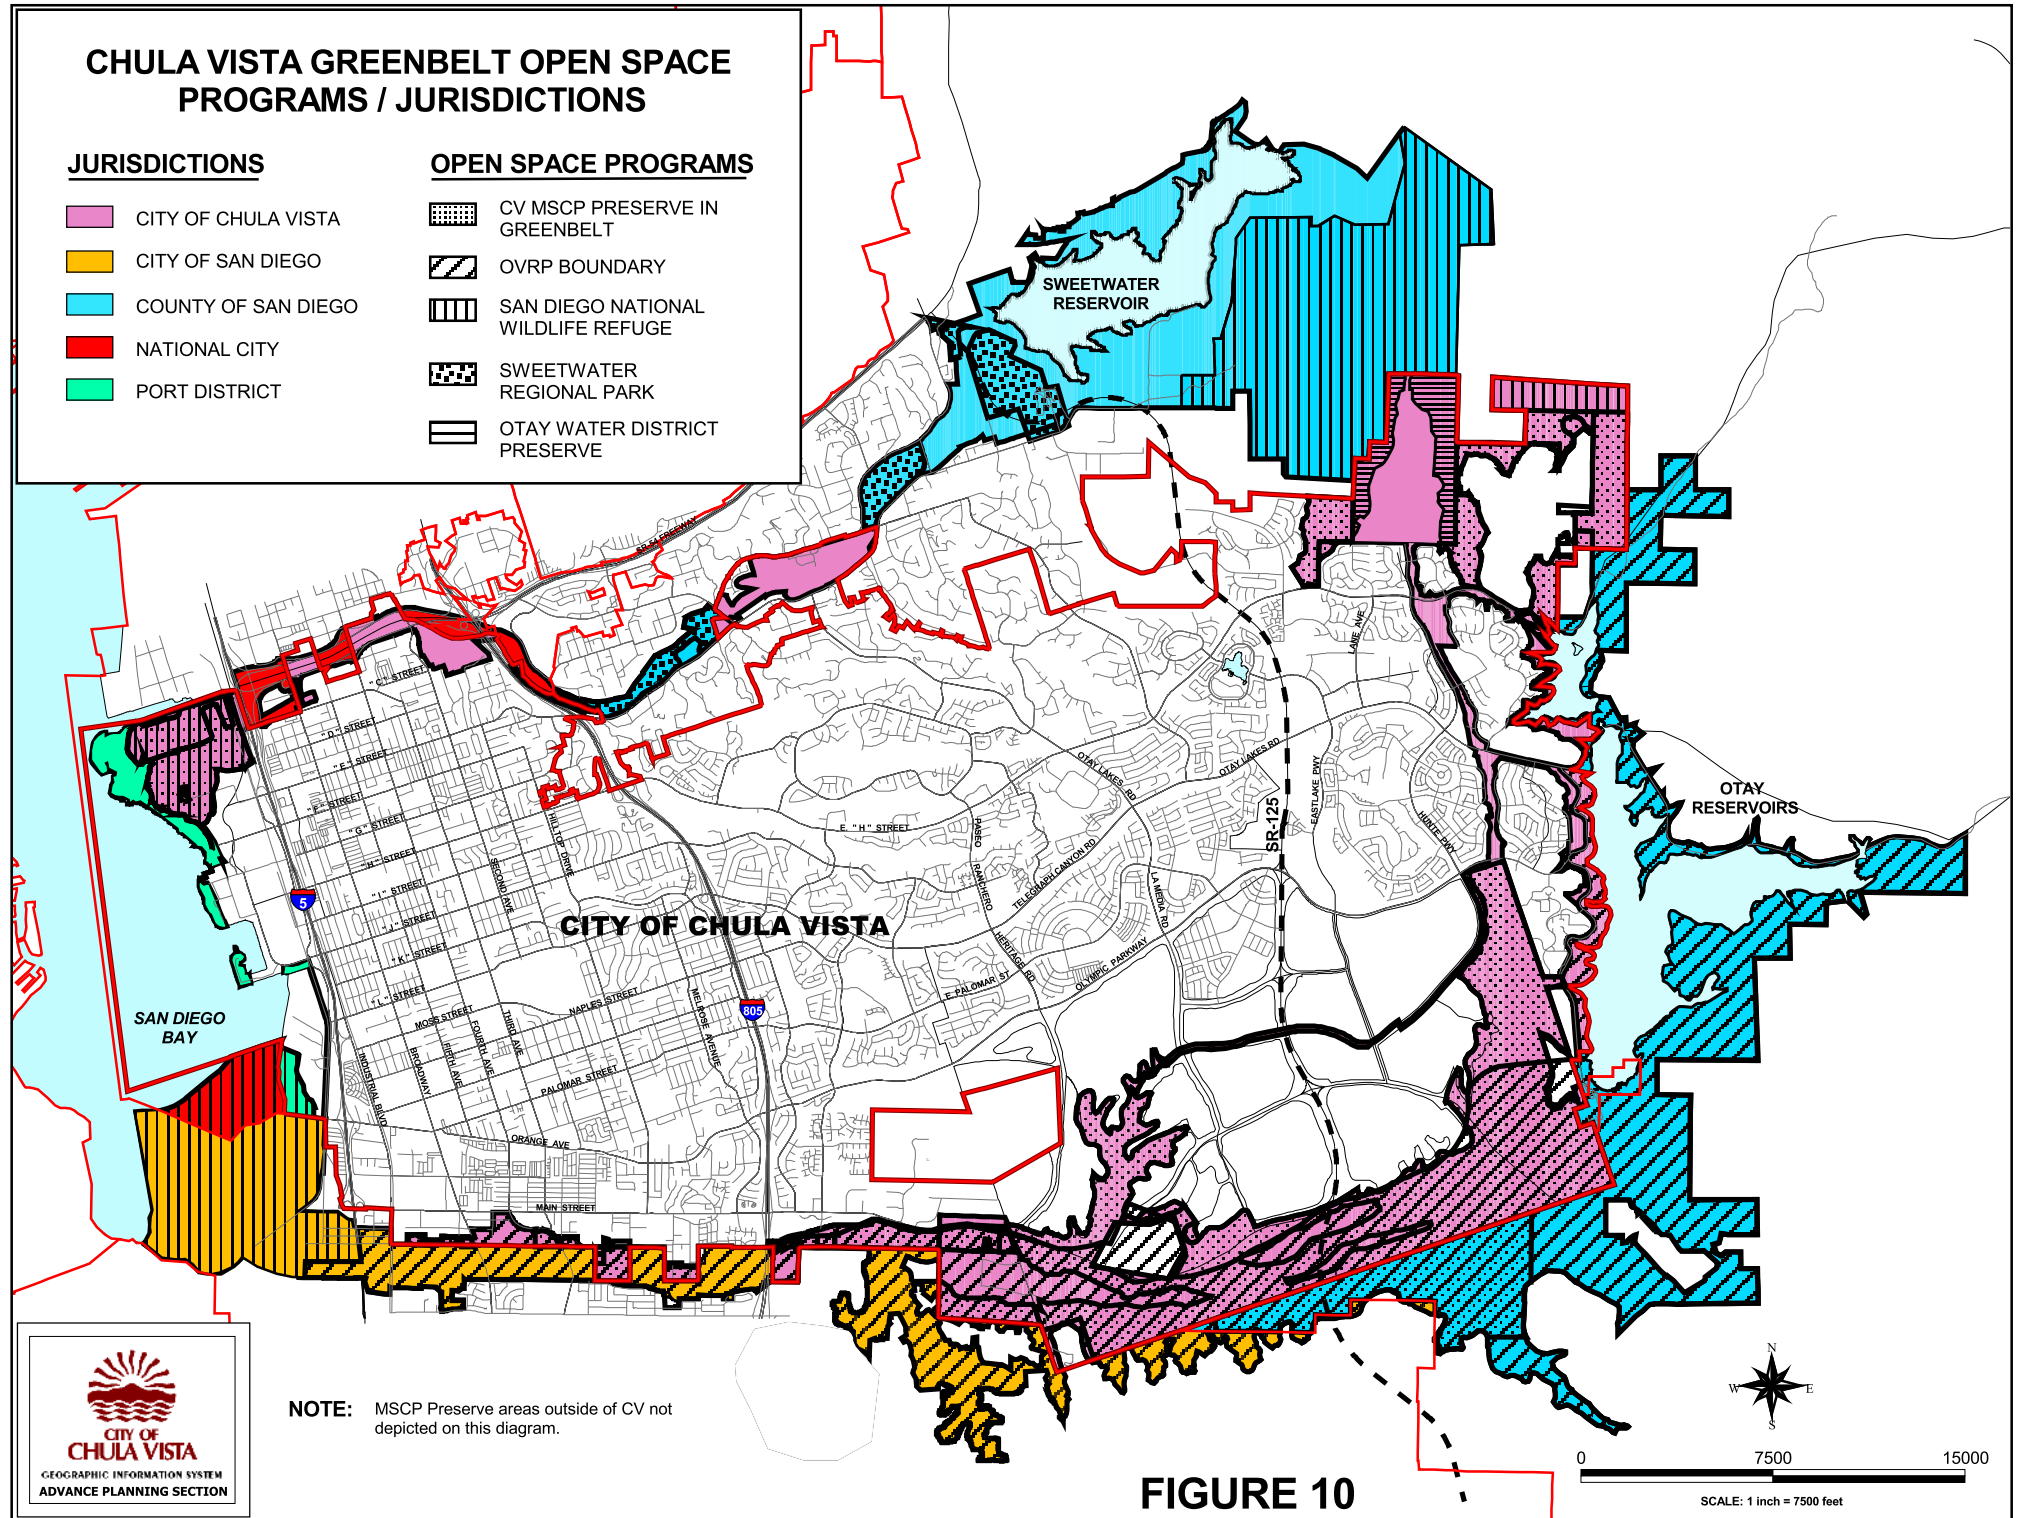 CHULA VISTA GREENBELT OPEN SPACE
PROGRAMS / JURISDICTIONS
JURISDICTIONS
CITY OF CHULA VISTA
CITY OF SAN DIEGO
COUNTY OF SAN DIEGO
NATIONAL CITY
PORT DISTRICT
OPEN SPACE PROGRAMS
CV MSCP PRESERVE IN
GREENBELT
OVRP BOUNDARY
SAN DIEGO NATIONAL
WILDLIFE REFUGE
SWEETWATER
REGIONAL PARK
OTAY WATER DISTRICT
PRESERVE
SWEETWATER
RESERVOIR
SR-54 FREEWAY
LANE AVE
"C" STREET
"D" STREET
"E" STREET
"F" STREET
"G" STREET
"H" STREET
"I" STREET
"J" STREET
"K" STREET
"L" STREET
MOSS STREET
NAPLES STREET
PALOMAR STREET
ORANGE AVE
MAIN STREET
HILLTOP DRIVE
SECOND AVE
THIRD AVE
FOURTH AVE
FIFTH AVE
BROADWAY
INDUSTRIAL BLVD
MELROSE AVENUE
5
805
CITY OF CHULA VISTA
E. "H" STREET
PASEO
RANCHERO
TELEGRAPH CANYON RD
OTAY LAKES RD
OTAY LAKES RD
LA MEDIA RD
HERITAGE RD
E. PALOMAR ST
OLYMPIC PARKWAY
SR-125
EASTLAKE PWY
HUNTE PWY
OTAY
RESERVOIRS
SAN DIEGO
BAY
CITY OF
CHULA VISTA
GEOGRAPHIC INFORMATION SYSTEM
ADVANCE PLANNING SECTION
NOTE:
MSCP Preserve areas outside of CV not
depicted on this diagram.
FIGURE 10
N
W
E
S
0 7500 15000
SCALE: 1 inch = 7500 feet